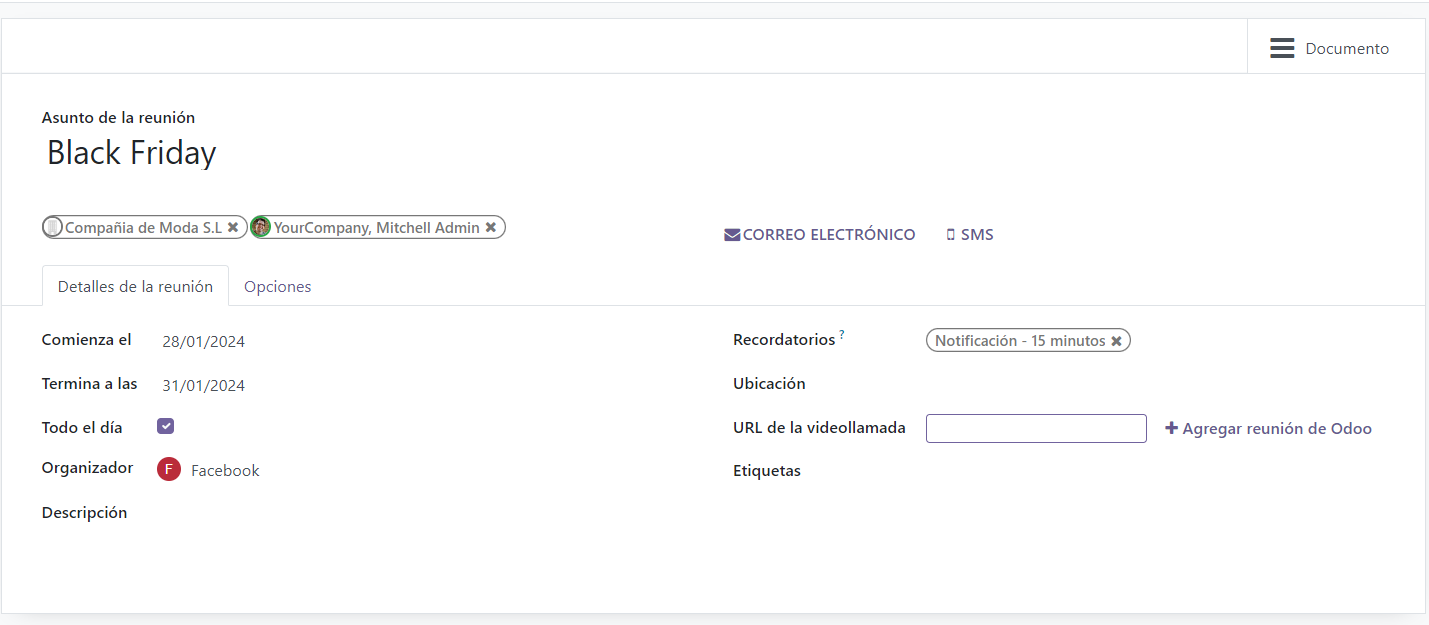 Documento
Asunto de la reunión
Black Friday
Compañia de Moda S.L ✖ YourCompany, Mitchell Admin ✖
CORREO ELECTRÓNICO SMS
Detalles de la reunión Opciones
Comienza el 28/01/2024 Recordatorios ? Notificación - 15 minutos ✖
Termina a las 31/01/2024 Ubicación
Todo el día URL de la videollamada + Agregar reunión de Odoo
Organizador F Facebook Etiquetas
Descripción